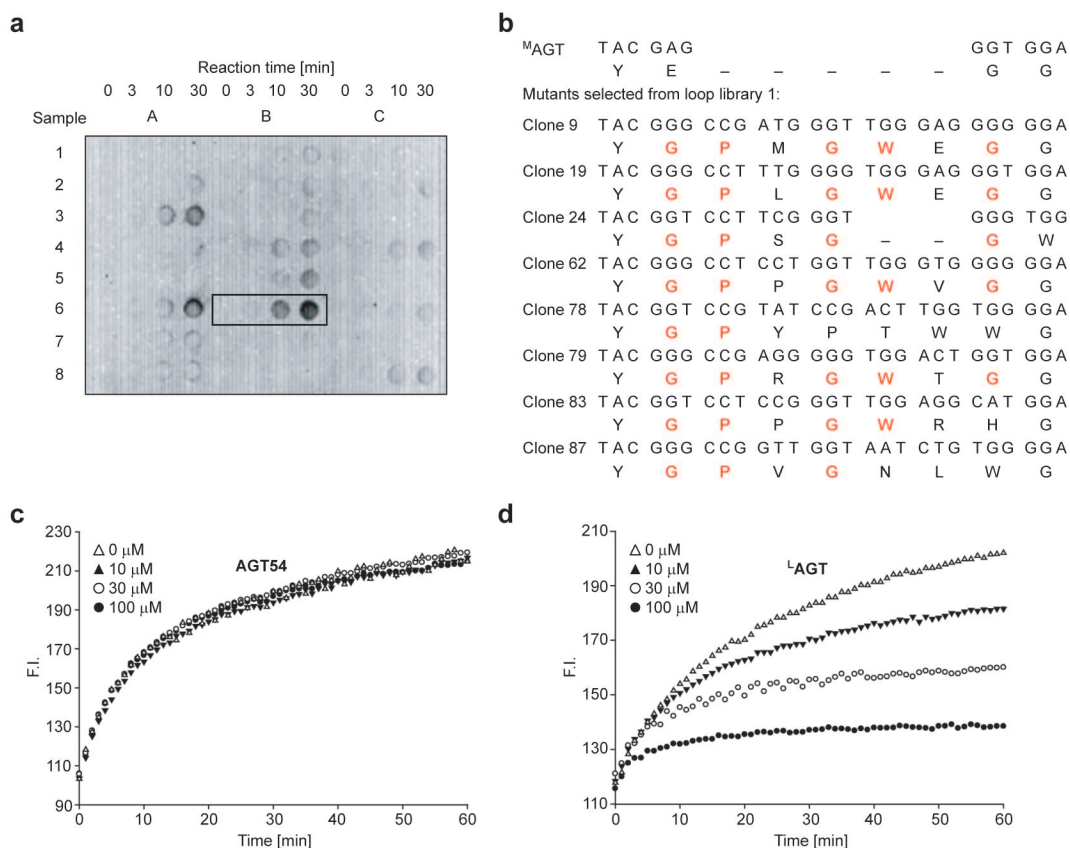 a
Reaction time [min]
0 3 10 30 0 3 10 30 0 3 10 30
Sample A B C
1
2
3
4
5
6
7
8
b
ᴹAGT TAC GAG GGT GGA
Y E – – – – – G G
Mutants selected from loop library 1:
Clone 9 TAC GGG CCG ATG GGT TGG GAG GGG GGA
Y G P M G W E G G
Clone 19 TAC GGG CCT TTG GGG TGG GAG GGT GGA
Y G P L G W E G G
Clone 24 TAC GGT CCT TCG GGT GGG TGG
Y G P S G – – G W
Clone 62 TAC GGG CCT CCT GGT TGG GTG GGG GGA
Y G P P G W V G G
Clone 78 TAC GGT CCG TAT CCG ACT TGG TGG GGA
Y G P Y P T W W G
Clone 79 TAC GGG CCG AGG GGG TGG ACT GGT GGA
Y G P R G W T G G
Clone 83 TAC GGT CCT CCG GGT TGG AGG CAT GGA
Y G P P G W R H G
Clone 87 TAC GGG CCG GTT GGT AAT CTG TGG GGA
Y G P V G N L W G
c
F.I.
230
210
190
170
150
130
110
90
△ 0 μM
▲ 10 μM
○ 30 μM
● 100 μM
AGT54
0 10 20 30 40 50 60
Time [min]
d
F.I.
210
190
170
150
130
110
△ 0 μM
▲ 10 μM
○ 30 μM
● 100 μM
ᴸAGT
0 10 20 30 40 50 60
Time [min]